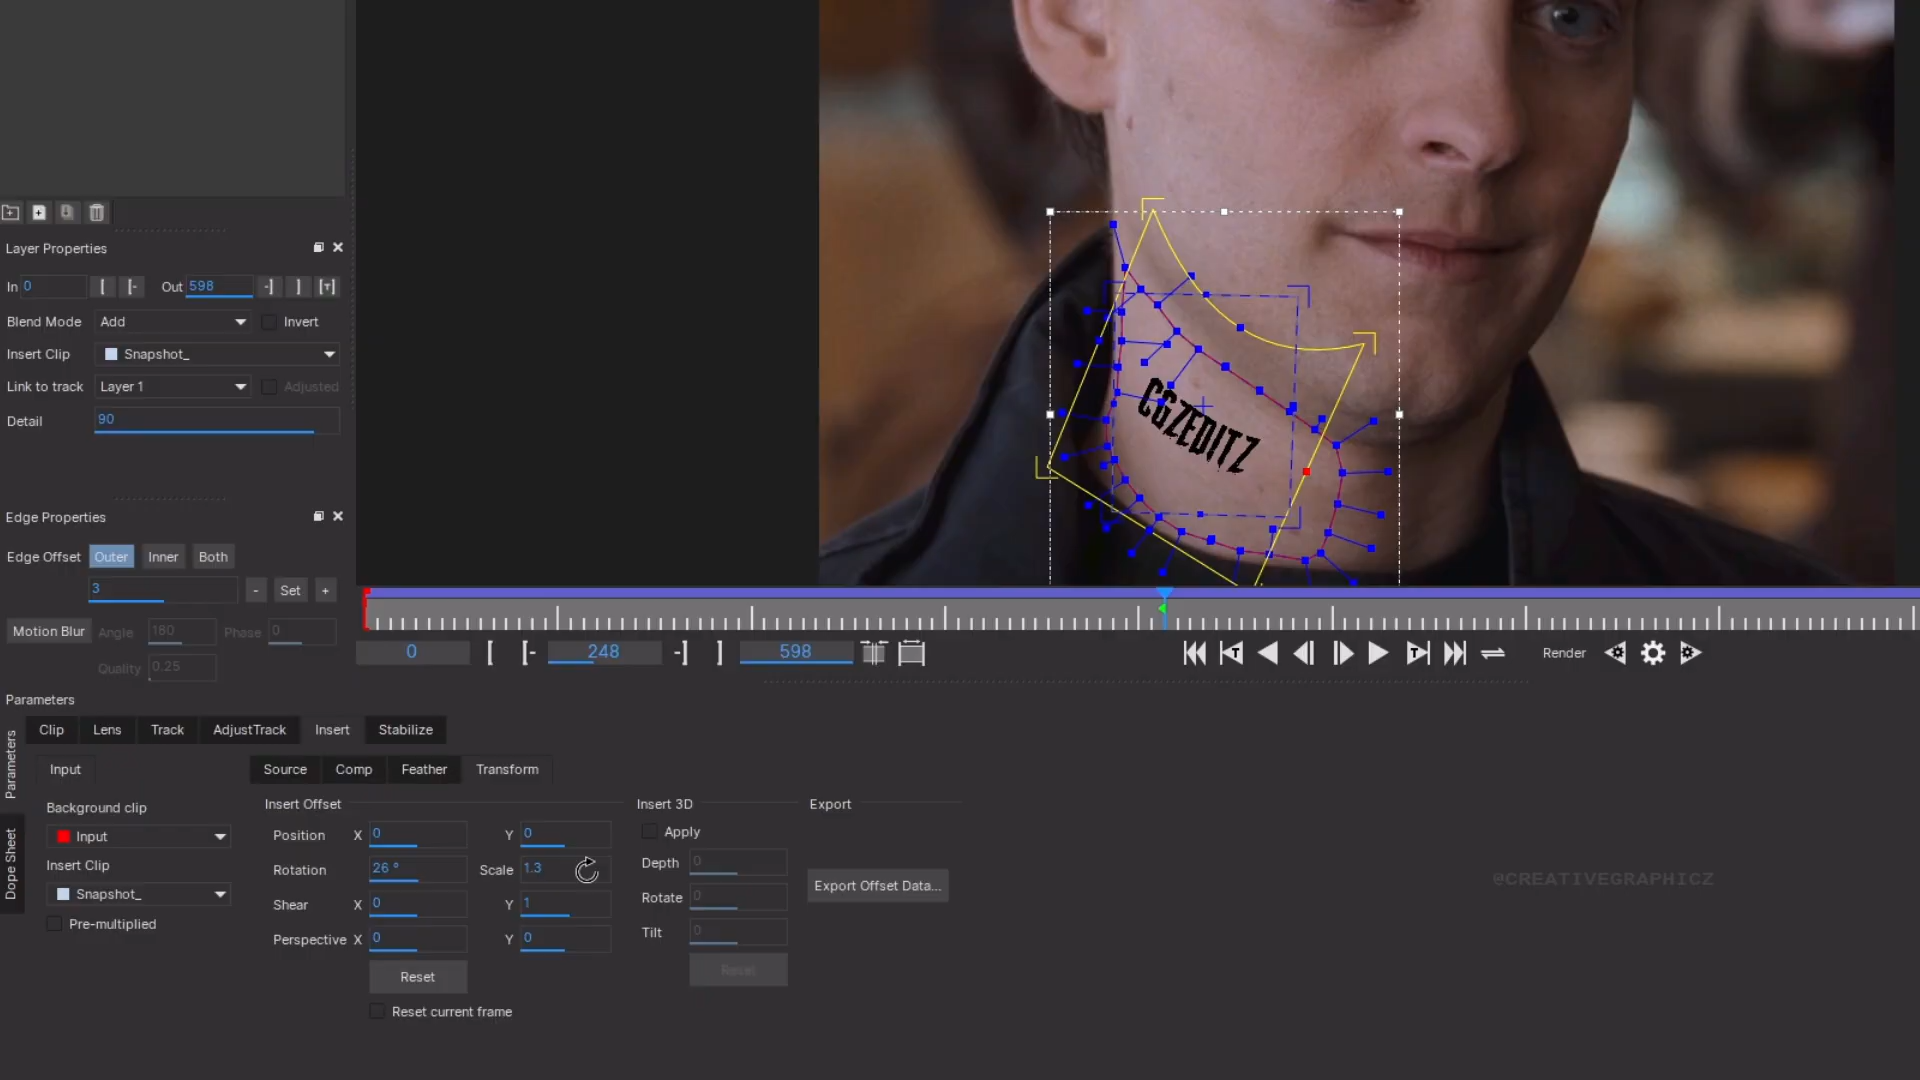 CGZEDITZ
Layer Properties
In 0 [ [- Out 598 -] ] [T]
Blend Mode Add Invert
Insert Clip Snapshot_
Link to track Layer 1 Adjusted
Detail 90
Edge Properties
Edge Offset Outer Inner Both
3 - Set +
Motion Blur Angle 180 Phase 0
Quality 0.25
0 [ [- 248 -] ] 598 Render
Parameters
Clip Lens Track AdjustTrack Insert Stabilize
Parameters
Dope Sheet
Input
Background clip
Input
Insert Clip
Snapshot_
Pre-multiplied
Source Comp Feather Transform
Insert Offset
Position X 0 Y 0
Rotation 26 ° Scale 1.3
Shear X 0 Y 1
Perspective X 0 Y 0
Reset
Reset current frame
Insert 3D
Apply
Depth 0
Rotate 0
Tilt 0
Reset
Export
Export Offset Data...
@CREATIVEGRAPHICZ